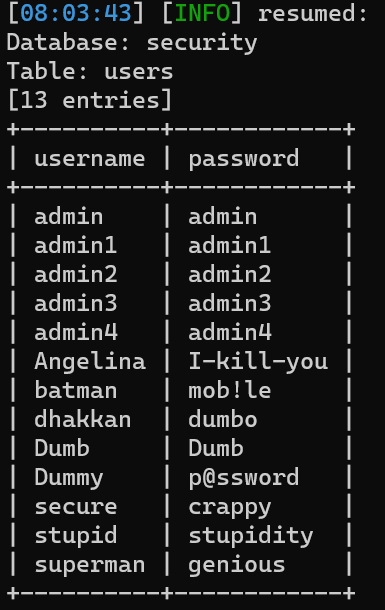 [08:03:43] [INFO] resumed:
Database: security
Table: users
[13 entries]
+----------+------------+
| username | password   |
+----------+------------+
| admin    | admin      |
| admin1   | admin1     |
| admin2   | admin2     |
| admin3   | admin3     |
| admin4   | admin4     |
| Angelina | I-kill-you |
| batman   | mob!le     |
| dhakkan  | dumbo      |
| Dumb     | Dumb       |
| Dummy    | p@ssword   |
| secure   | crappy     |
| stupid   | stupidity  |
| superman | genious    |
+----------+------------+